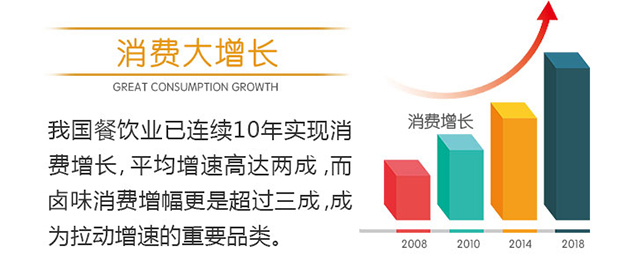 消费大增长
GREAT CONSUMPTION GROWTH
我国餐饮业已连续10年实现消
费增长,平均增速高达两成,而
卤味消费增幅更是超过三成,成
为拉动增速的重要品类。
消费增长
2008 2010 2014 2018